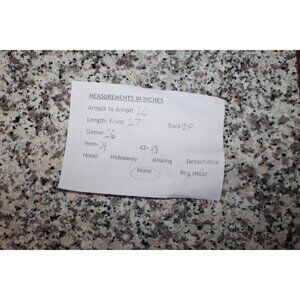 MEASUREMENTS IN INCHES
Armpit to Armpit- 26
Length: Front- 27 Back- 29
Sleeve- 26
Hem- 24 X2= 48
Hood- Hideaway Missing Detachable
None Reg Hood